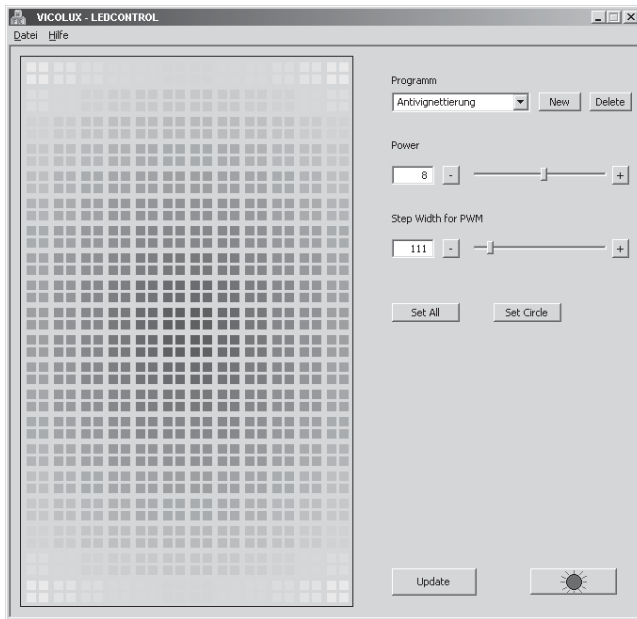 VICOLUX - LEDCONTROL
Datei Hilfe
Programm
Antivignettierung New Delete
Power
8 - +
Step Width for PWM
111 - +
Set All Set Circle
Update